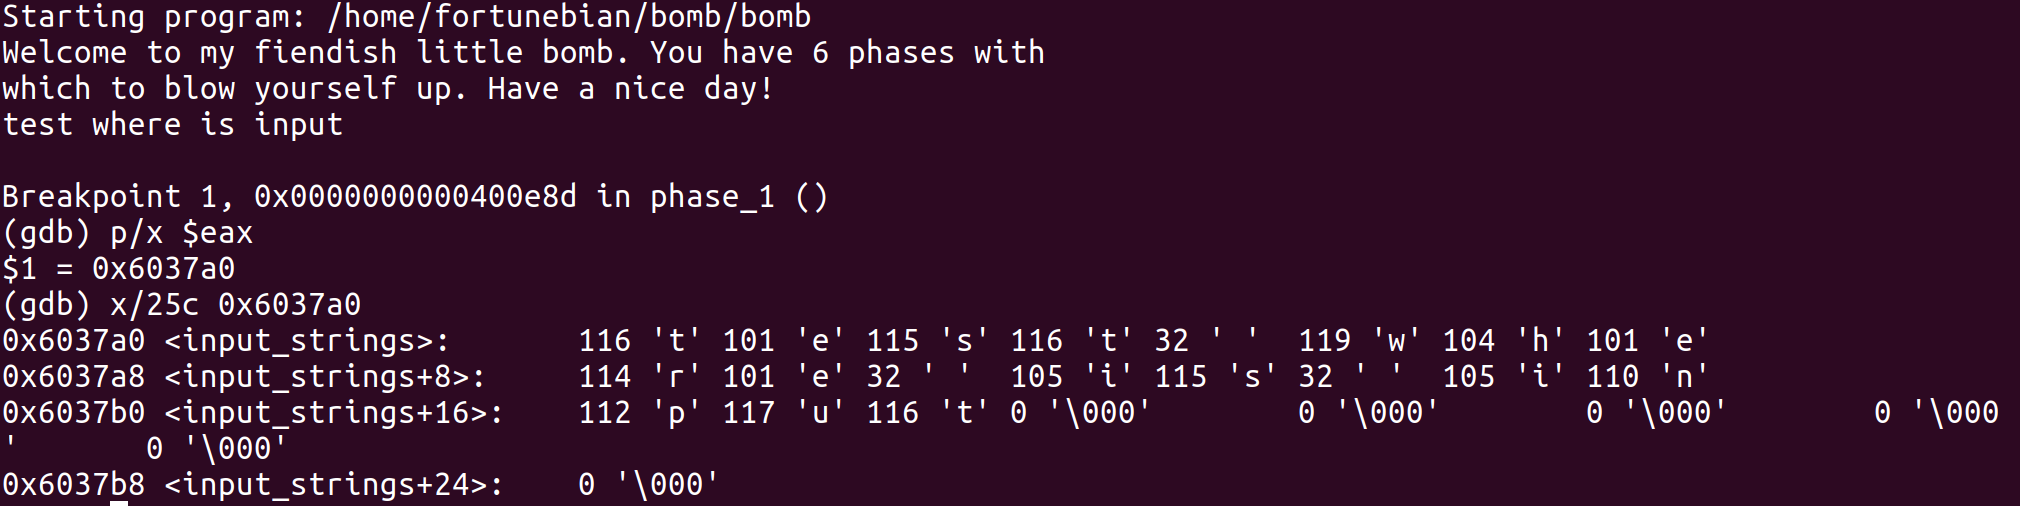 Starting program: /home/fortunebian/bomb/bomb
Welcome to my fiendish little bomb. You have 6 phases with
which to blow yourself up. Have a nice day!
test where is input
Breakpoint 1, 0x0000000000400e8d in phase_1 ()
(gdb) p/x $eax
$1 = 0x6037a0
(gdb) x/25c 0x6037a0
0x6037a0 <input_strings>:       116 't' 101 'e' 115 's' 116 't' 32 ' '  119 'w' 104 'h' 101 'e'
0x6037a8 <input_strings+8>:     114 'r' 101 'e' 32 ' '  105 'i' 115 's' 32 ' '  105 'i' 110 'n'
0x6037b0 <input_strings+16>:    112 'p' 117 'u' 116 't' 0 '\000'        0 '\000'        0 '\000'        0 '\000
'       0 '\000'
0x6037b8 <input_strings+24>:    0 '\000'